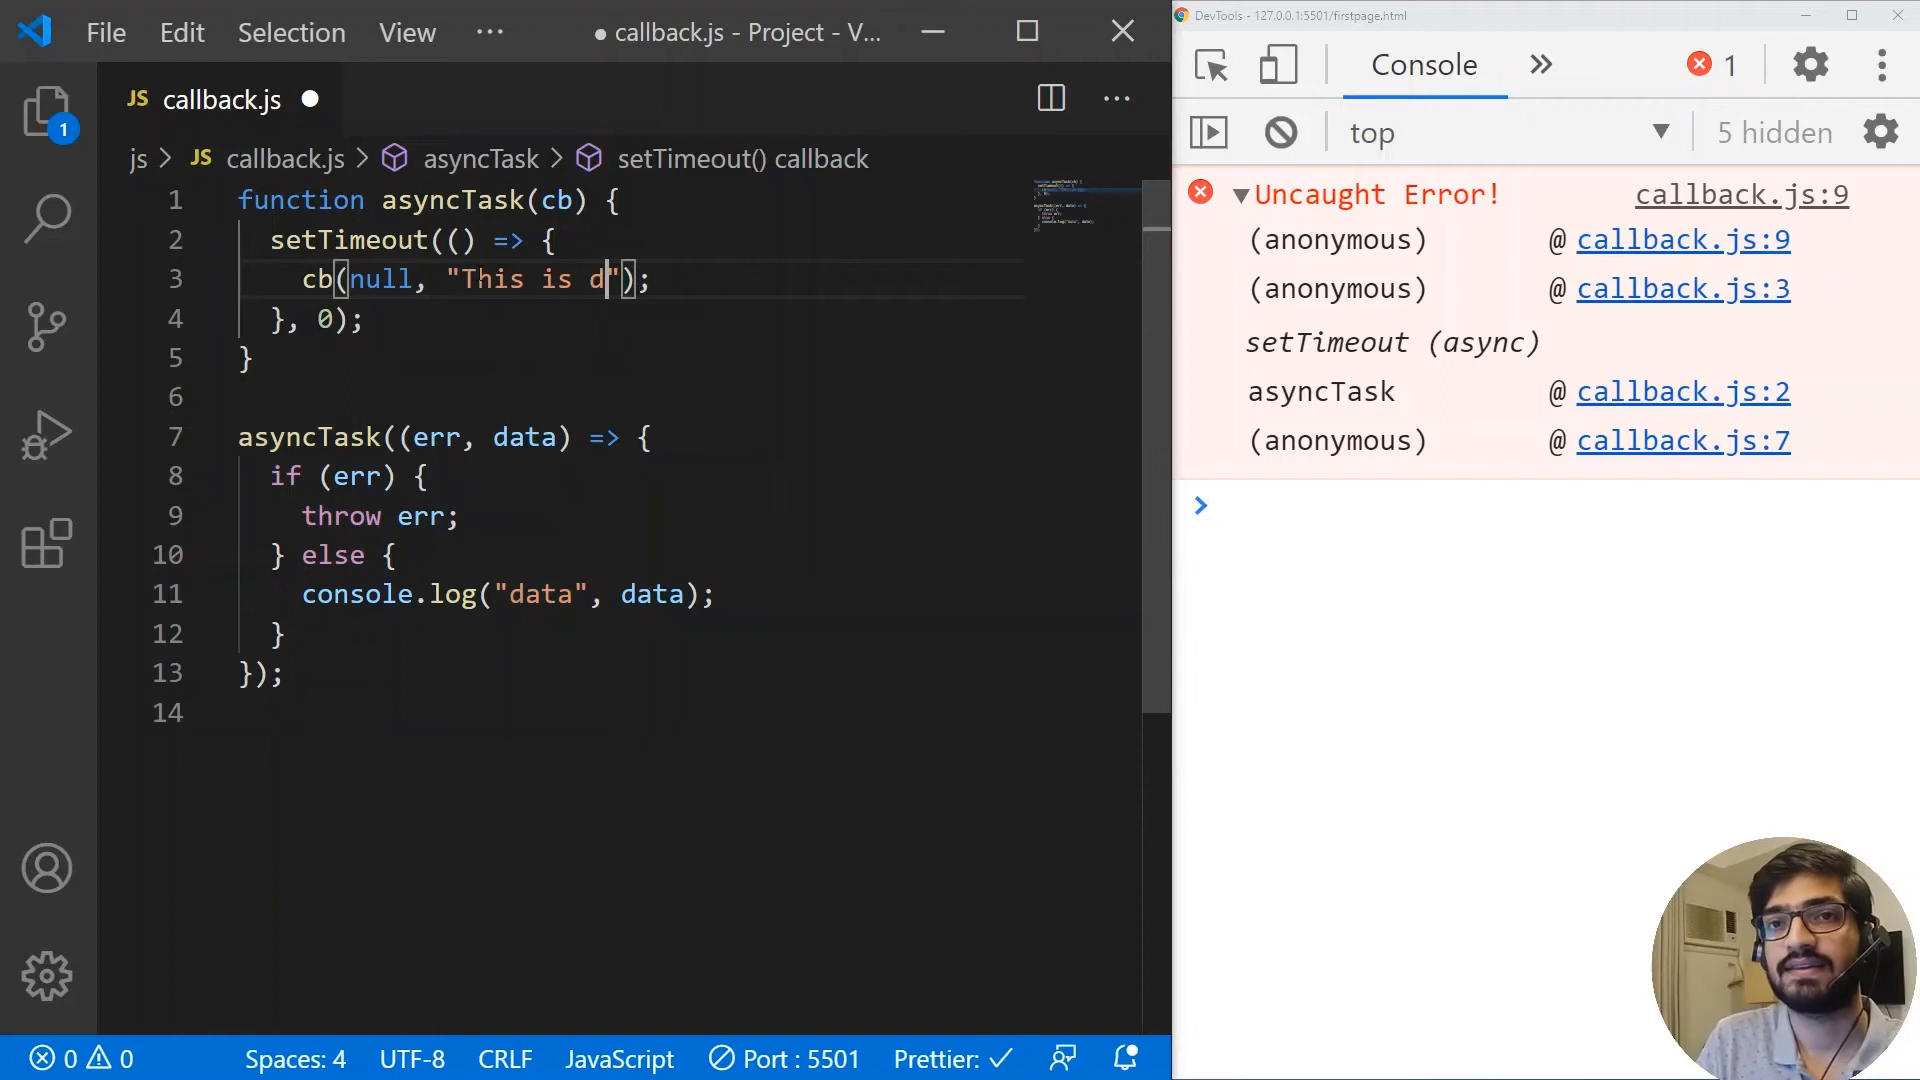 File Edit Selection View ··· ● callback.js - Project - V...
JS callback.js ●
1
js > JS callback.js > asyncTask > setTimeout() callback
1 function asyncTask(cb) {
2 setTimeout(() => {
3 cb(null, "This is d");
4 }, 0);
5 }
6
7 asyncTask((err, data) => {
8 if (err) {
9 throw err;
10 } else {
11 console.log("data", data);
12 }
13 });
14
0 0 Spaces: 4 UTF-8 CRLF JavaScript Port : 5501 Prettier: ✓
DevTools - 127.0.0.1:5501/firstpage.html
Console » 1
top ▼ 5 hidden
▼Uncaught Error! callback.js:9
(anonymous) @ callback.js:9
(anonymous) @ callback.js:3
setTimeout (async)
asyncTask @ callback.js:2
(anonymous) @ callback.js:7
>